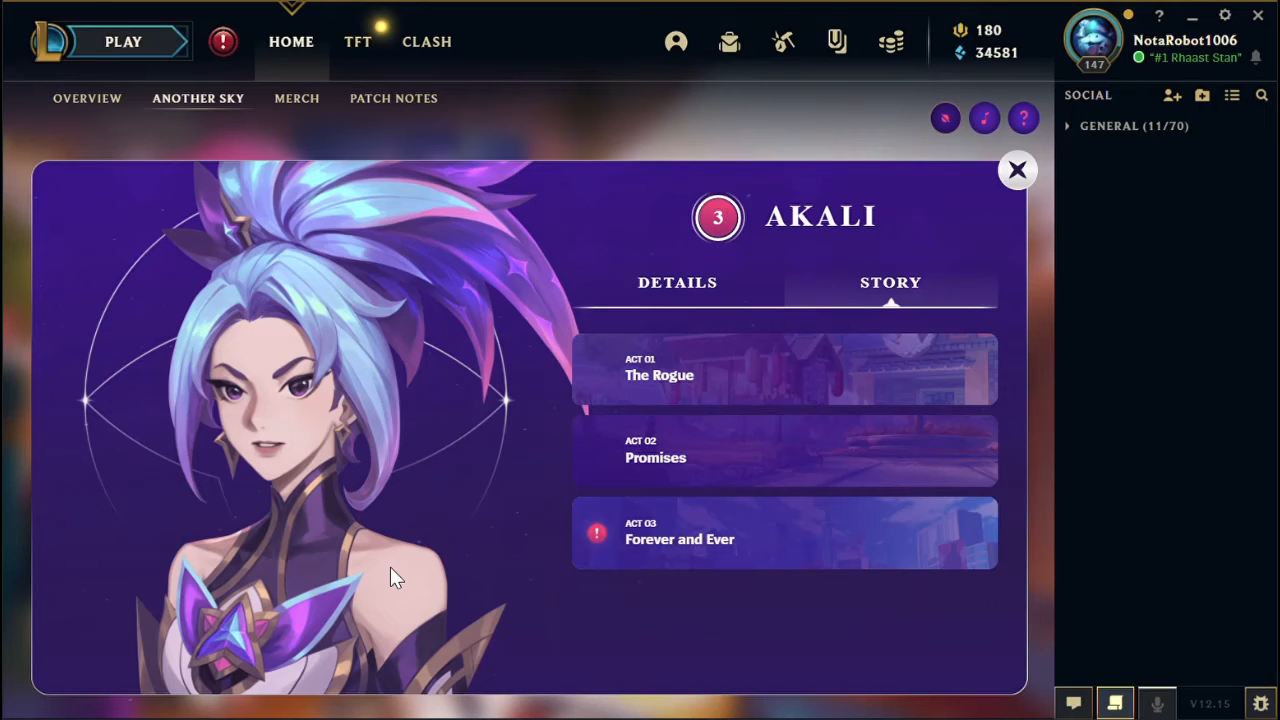 PLAY
HOME
TFT
CLASH
180
34581
147
NotaRobot1006
"#1 Rhaast Stan"
OVERVIEW
ANOTHER SKY
MERCH
PATCH NOTES
SOCIAL
GENERAL (11/70)
3
AKALI
DETAILS
STORY
ACT 01
The Rogue
ACT 02
Promises
ACT 03
Forever and Ever
V12.15